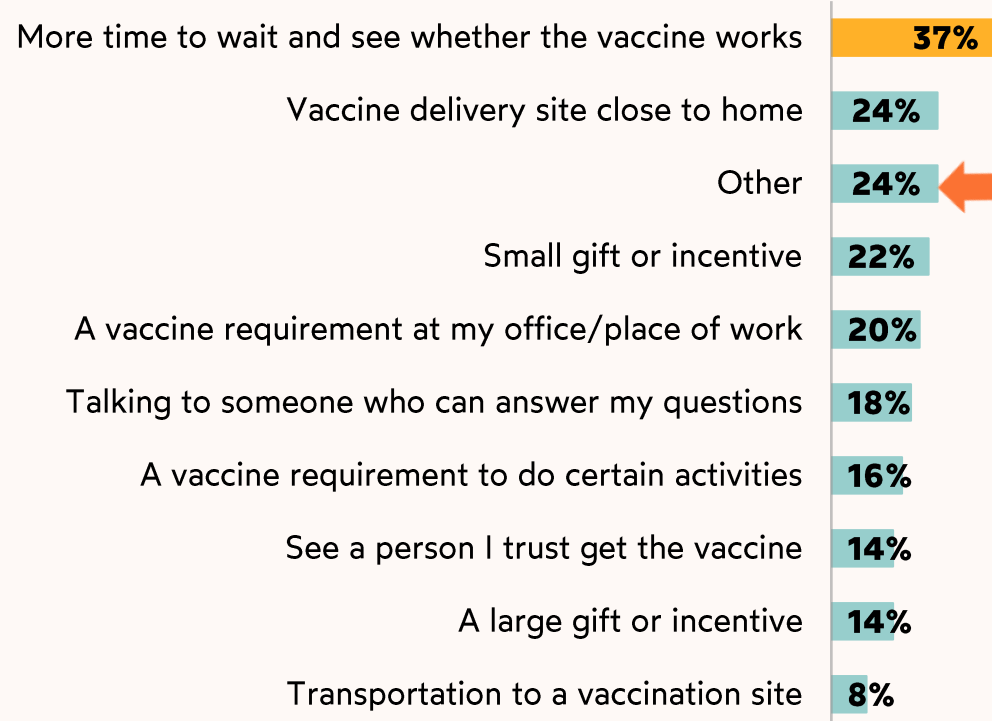 More time to wait and see whether the vaccine works 37%
Vaccine delivery site close to home 24%
Other 24%
Small gift or incentive 22%
A vaccine requirement at my office/place of work 20%
Talking to someone who can answer my questions 18%
A vaccine requirement to do certain activities 16%
See a person I trust get the vaccine 14%
A large gift or incentive 14%
Transportation to a vaccination site 8%